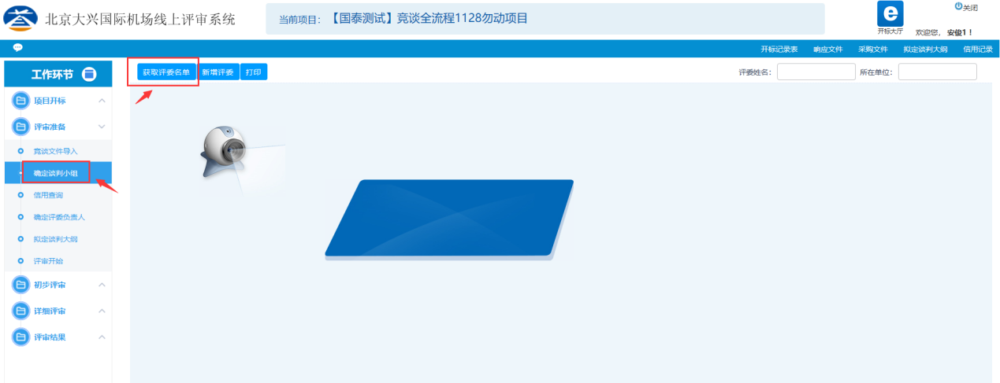 北京大兴国际机场线上评审系统
当前项目: 【国泰测试】竞谈全流程1128勿动项目
关闭
开标大厅
欢迎您, 安俊1！
开标记录表 响应文件 采购文件 拟定谈判大纲 信用记录
工作环节
获取评委名单 新增评委 打印
评委姓名: 所在单位:
项目开标
评审准备
竞谈文件导入
确定谈判小组
信用查询
确定评委负责人
拟定谈判大纲
评审开始
初步评审
详细评审
评审结果